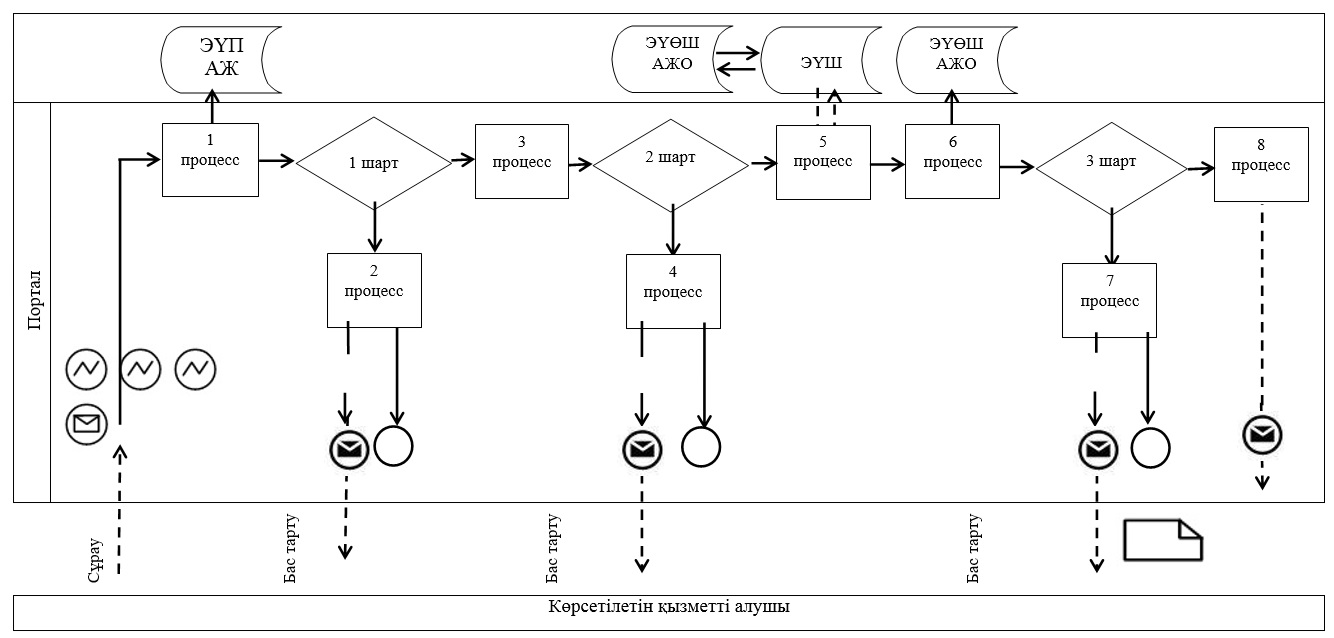 ЭҮП
АЖ
ЭҮӨШ
АЖО
ЭҮШ
ЭҮӨШ
АЖО
1
процесс
1 шарт
3
процесс
2 шарт
5
процесс
6
процесс
3 шарт
8
процесс
2
процесс
4
процесс
7
процесс
Портал
Сұрау
Бас тарту
Бас тарту
Бас тарту
Көрсетілетін қызметті алушы